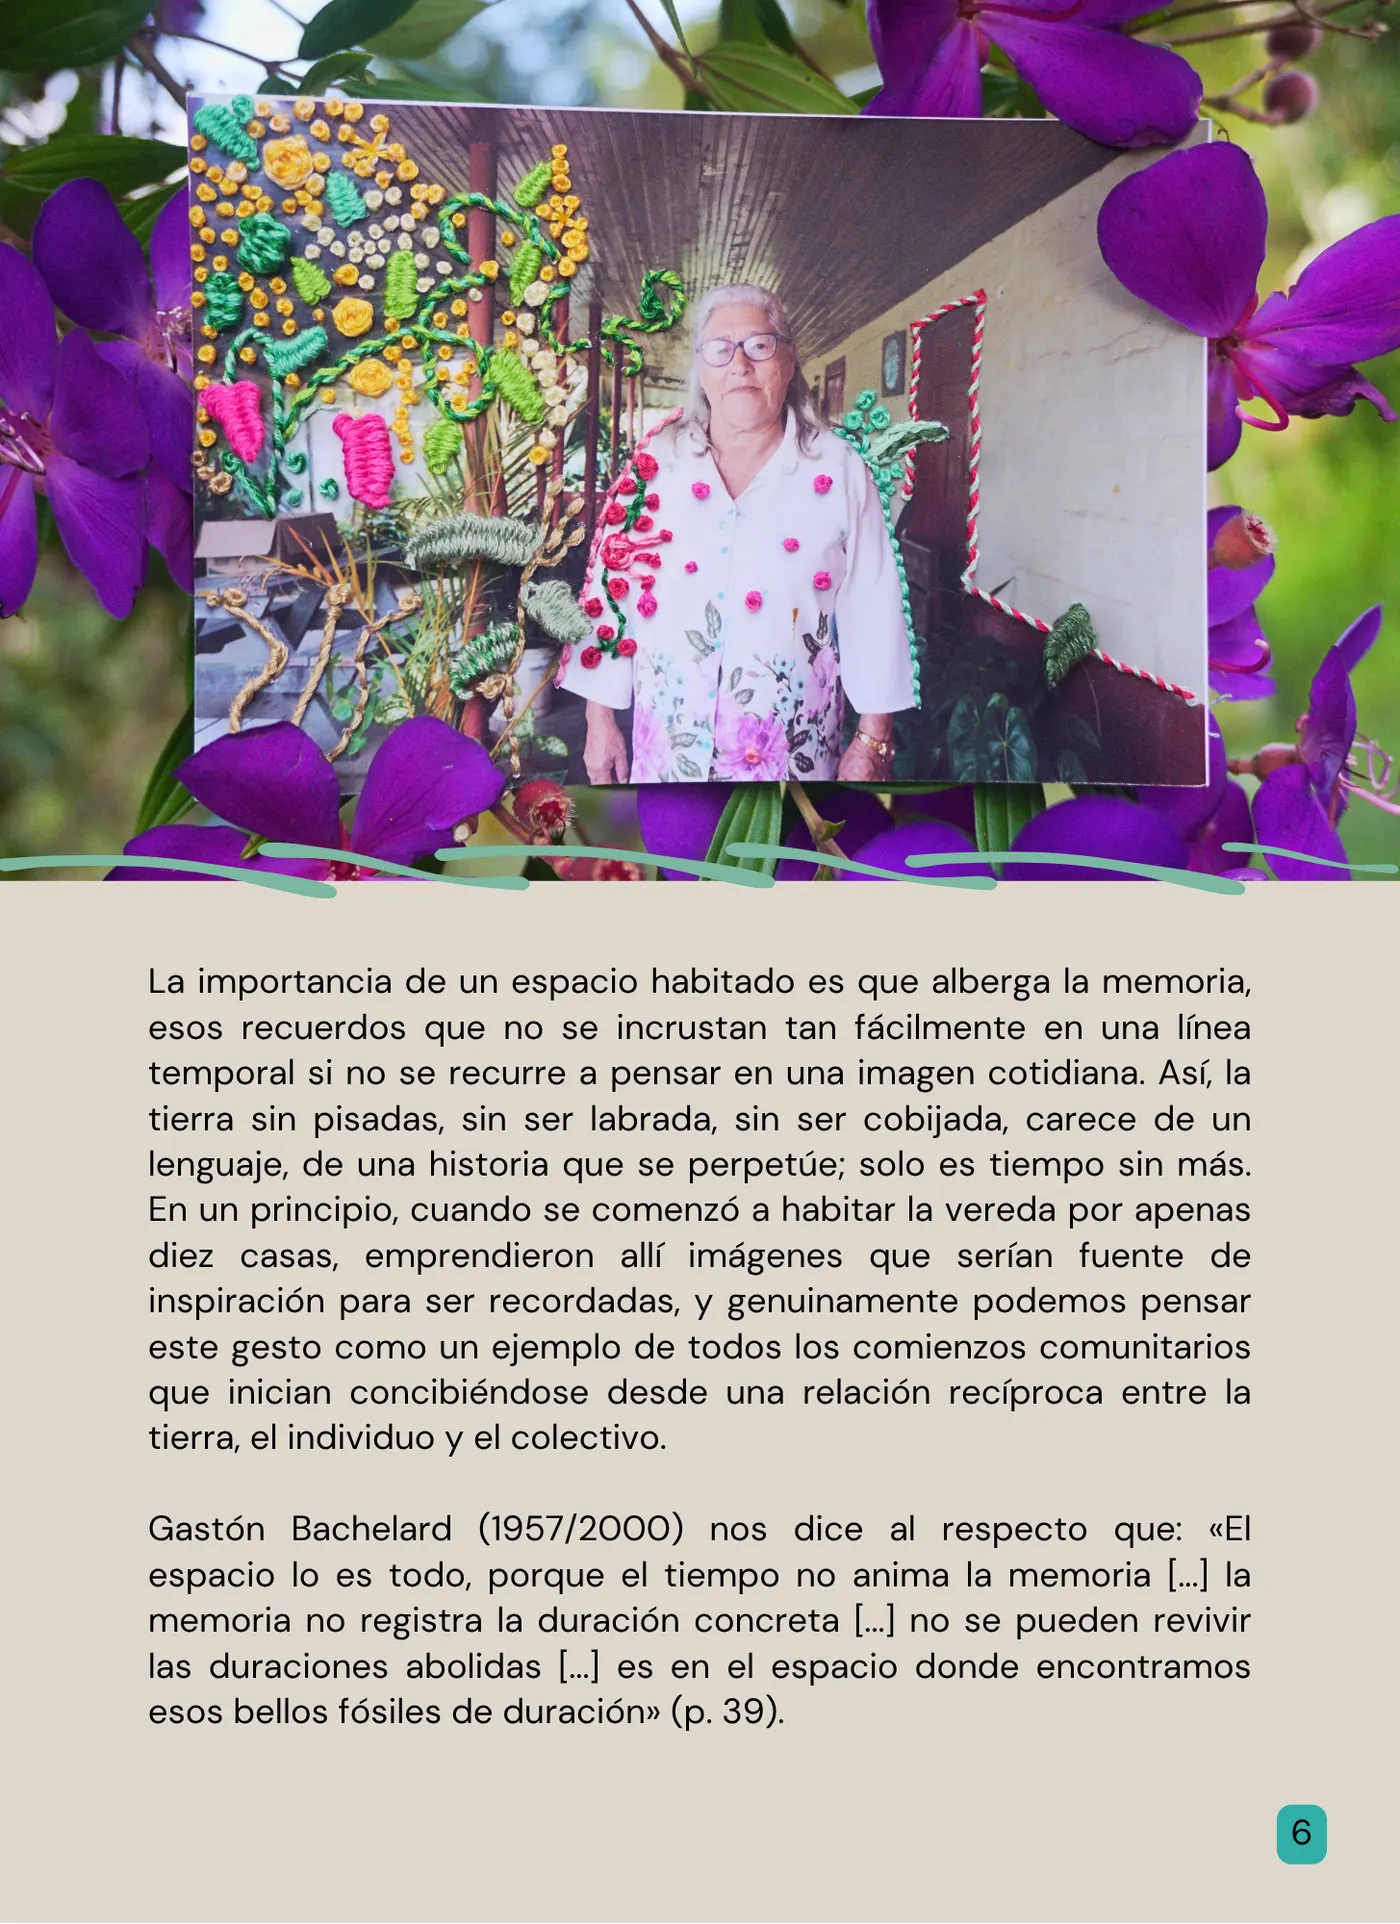 La importancia de un espacio habitado es que alberga la memoria,
esos recuerdos que no se incrustan tan fácilmente en una línea
temporal si no se recurre a pensar en una imagen cotidiana. Así, la
tierra sin pisadas, sin ser labrada, sin ser cobijada, carece de un
lenguaje, de una historia que se perpetúe; solo es tiempo sin más.
En un principio, cuando se comenzó a habitar la vereda por apenas
diez casas, emprendieron allí imágenes que serían fuente de
inspiración para ser recordadas, y genuinamente podemos pensar
este gesto como un ejemplo de todos los comienzos comunitarios
que inician concibiéndose desde una relación recíproca entre la
tierra, el individuo y el colectivo.
Gastón Bachelard (1957/2000) nos dice al respecto que: «El
espacio lo es todo, porque el tiempo no anima la memoria [...] la
memoria no registra la duración concreta [...] no se pueden revivir
las duraciones abolidas [...] es en el espacio donde encontramos
esos bellos fósiles de duración» (p. 39).
6